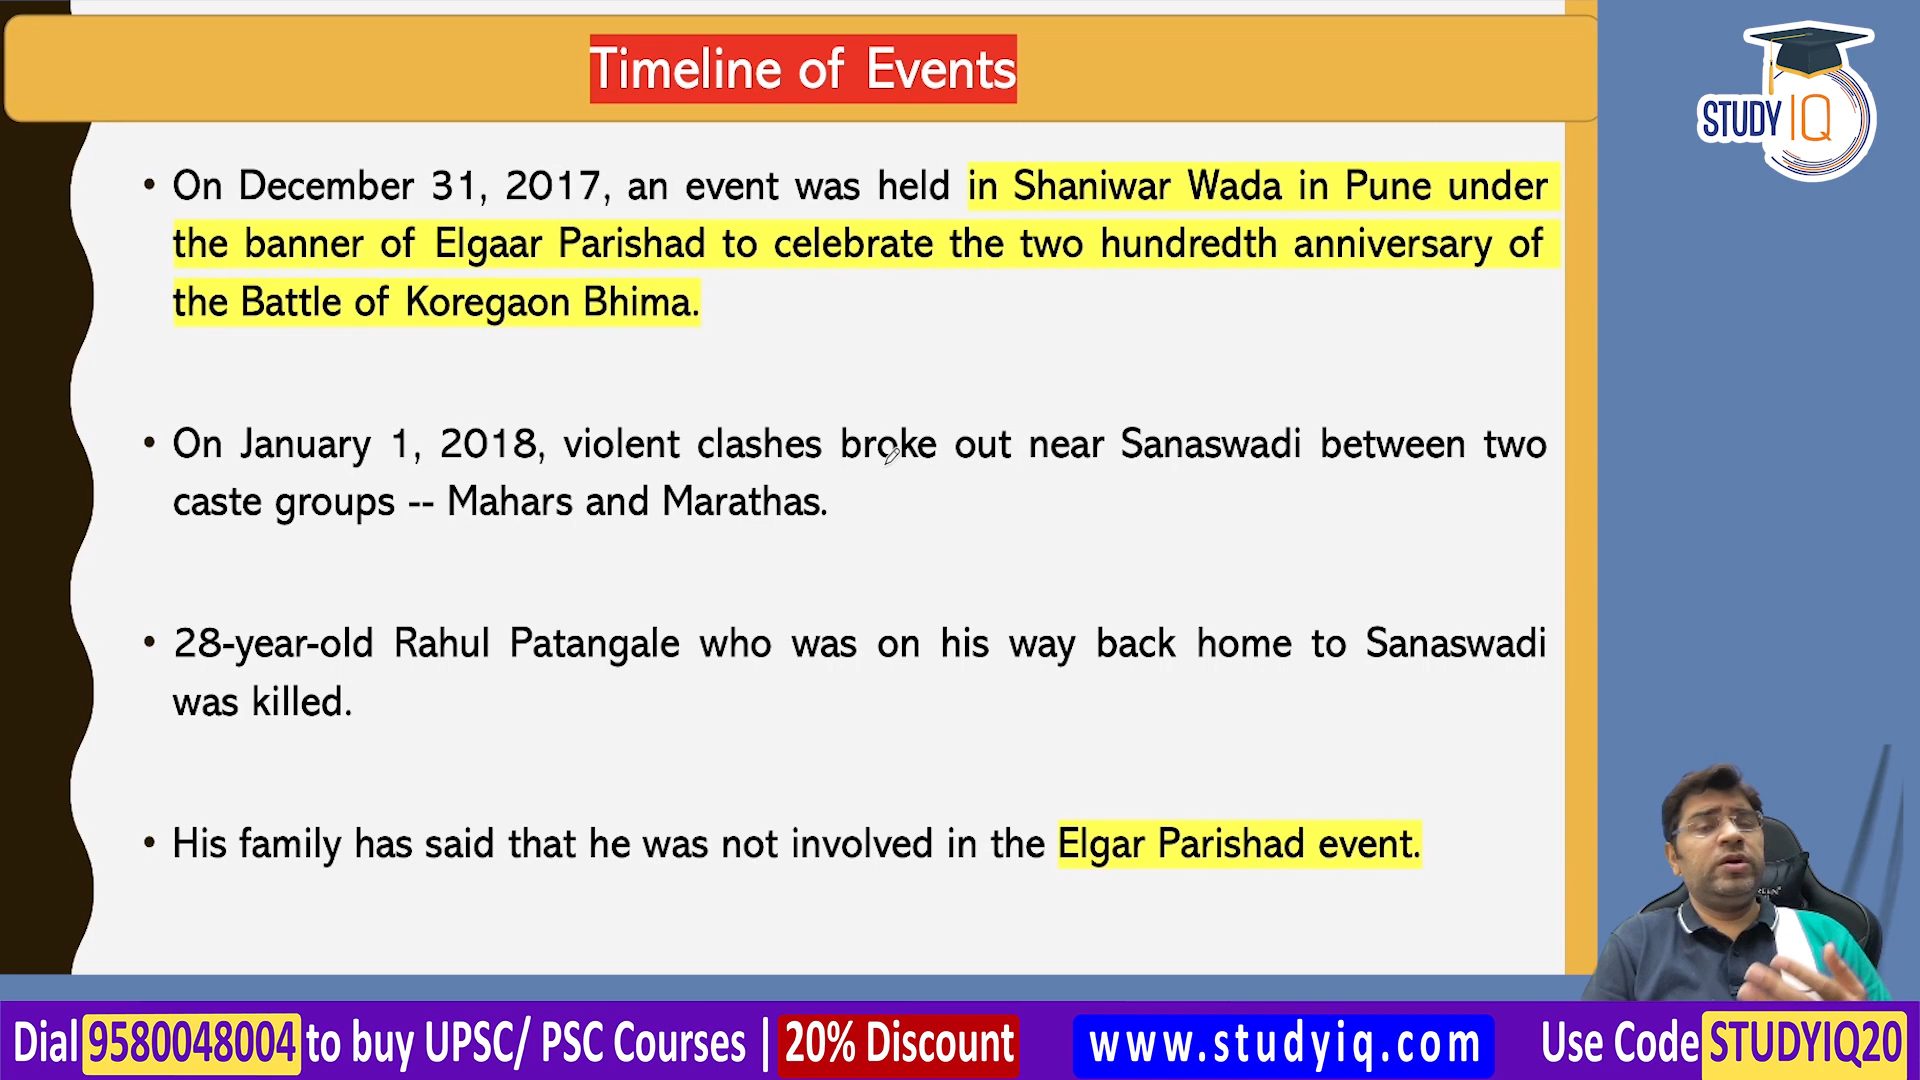 Timeline of Events
STUDY IQ
• On December 31, 2017, an event was held in Shaniwar Wada in Pune under
the banner of Elgaar Parishad to celebrate the two hundredth anniversary of
the Battle of Koregaon Bhima.
• On January 1, 2018, violent clashes broke out near Sanaswadi between two
caste groups -- Mahars and Marathas.
• 28-year-old Rahul Patangale who was on his way back home to Sanaswadi
was killed.
• His family has said that he was not involved in the Elgar Parishad event.
Dial 9580048004 to buy UPSC/ PSC Courses | 20% Discount www.studyiq.com Use Code STUDYIQ20